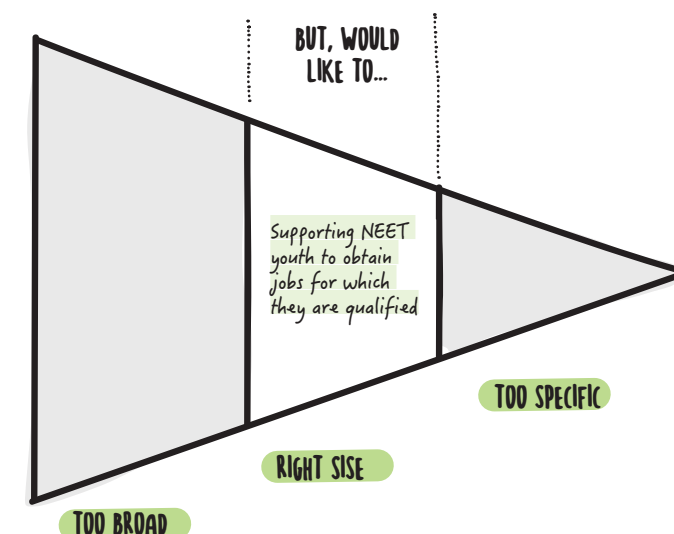 BUT, WOULD
LIKE TO...
Supporting NEET
youth to obtain
jobs for which
they are qualified
TOO SPECIFIC
RIGHT SISE
TOO BROAD